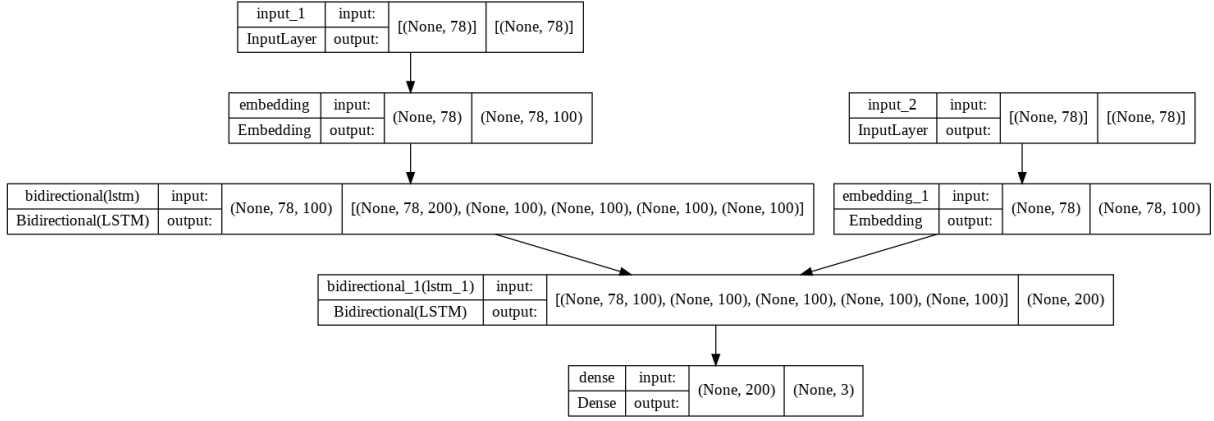 input_1 input: [(None, 78)] [(None, 78)]
InputLayer output:
embedding input: (None, 78) (None, 78, 100)
Embedding output:
input_2 input: [(None, 78)] [(None, 78)]
InputLayer output:
bidirectional(lstm) input: (None, 78, 100) [(None, 78, 200), (None, 100), (None, 100), (None, 100), (None, 100)]
Bidirectional(LSTM) output:
embedding_1 input: (None, 78) (None, 78, 100)
Embedding output:
bidirectional_1(lstm_1) input: [(None, 78, 100), (None, 100), (None, 100), (None, 100), (None, 100)] (None, 200)
Bidirectional(LSTM) output:
dense input: (None, 200) (None, 3)
Dense output: